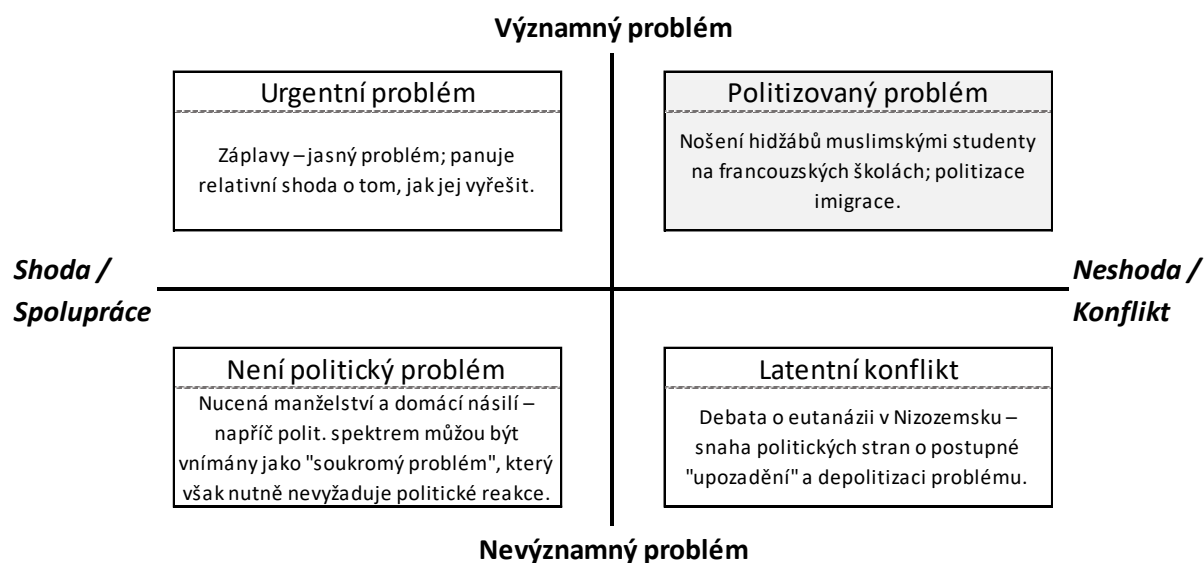 Významný problém
Urgentní problém
Záplavy – jasný problém; panuje
relativní shoda o tom, jak jej vyřešit.
Politizovaný problém
Nošení hidžábů muslimskými studenty
na francouzských školách; politizace
imigrace.
Shoda /
Spolupráce
Neshoda /
Konflikt
Není politický problém
Nucená manželství a domácí násilí –
napříč polit. spektrem můžou být
vnímány jako "soukromý problém", který
však nutně nevyžaduje politické reakce.
Latentní konflikt
Debata o eutanázii v Nizozemsku –
snaha politických stran o postupné
"upozadění" a depolitizaci problému.
Nevýznamný problém